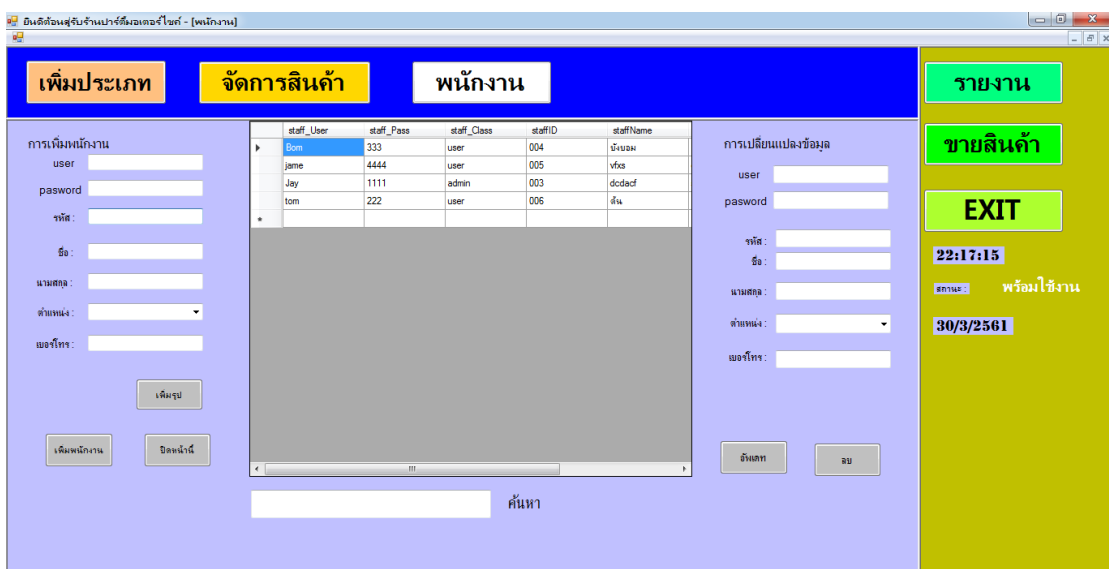 ยินดีต้อนสู่รับร้านปาร์ตี้มอเตอร์ไซก์ - [พนักงาน]
เพิ่มประเภท
จัดการสินค้า
พนักงาน
รายงาน
ขายสินค้า
EXIT
22:17:15
สถานะ :
พร้อมใช้งาน
30/3/2561
การเพิ่มพนักงาน
user
pasword
รหัส :
ชื่อ :
นามสกุล :
ตำแหน่ง :
เบอร์โทร :
เพิ่มรูป
เพิ่มพนักงาน
ปิดหน้านี้
staff_User staff_Pass staff_Class staffID staffName
Bom 333 user 004 บังบอม
jame 4444 user 005 vfxs
Jay 1111 admin 003 dcdacf
tom 222 user 006 ต้น
ค้นหา
การเปลี่ยนแปลงข้อมูล
user
pasword
รหัส :
ชื่อ :
นามสกุล :
ตำแหน่ง :
เบอร์โทร :
อัพเดท
ลบ